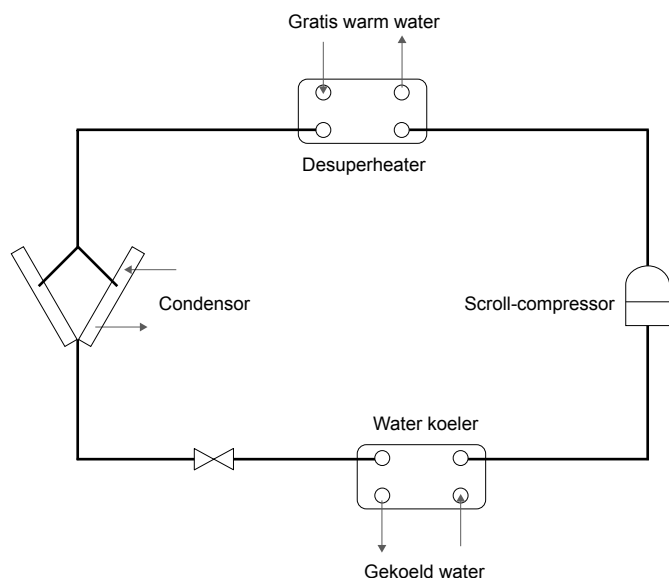 Gratis warm water
Desuperheater
Condensor
Scroll-compressor
Water koeler
Gekoeld water